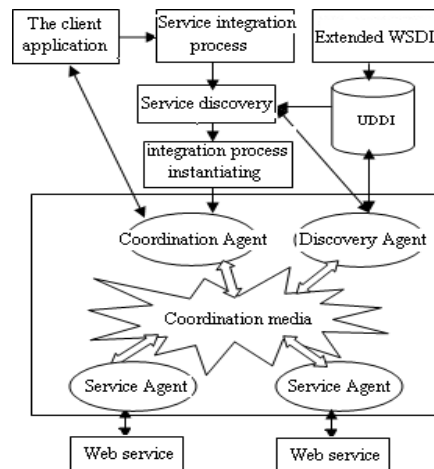 The client
application
Service integration
process
Extended WSDI
Service discovery
UDDI
integration process
instantiating
Coordination Agent
Discovery Agent
Coordination media
Service Agent
Service Agent
Web service
Web service